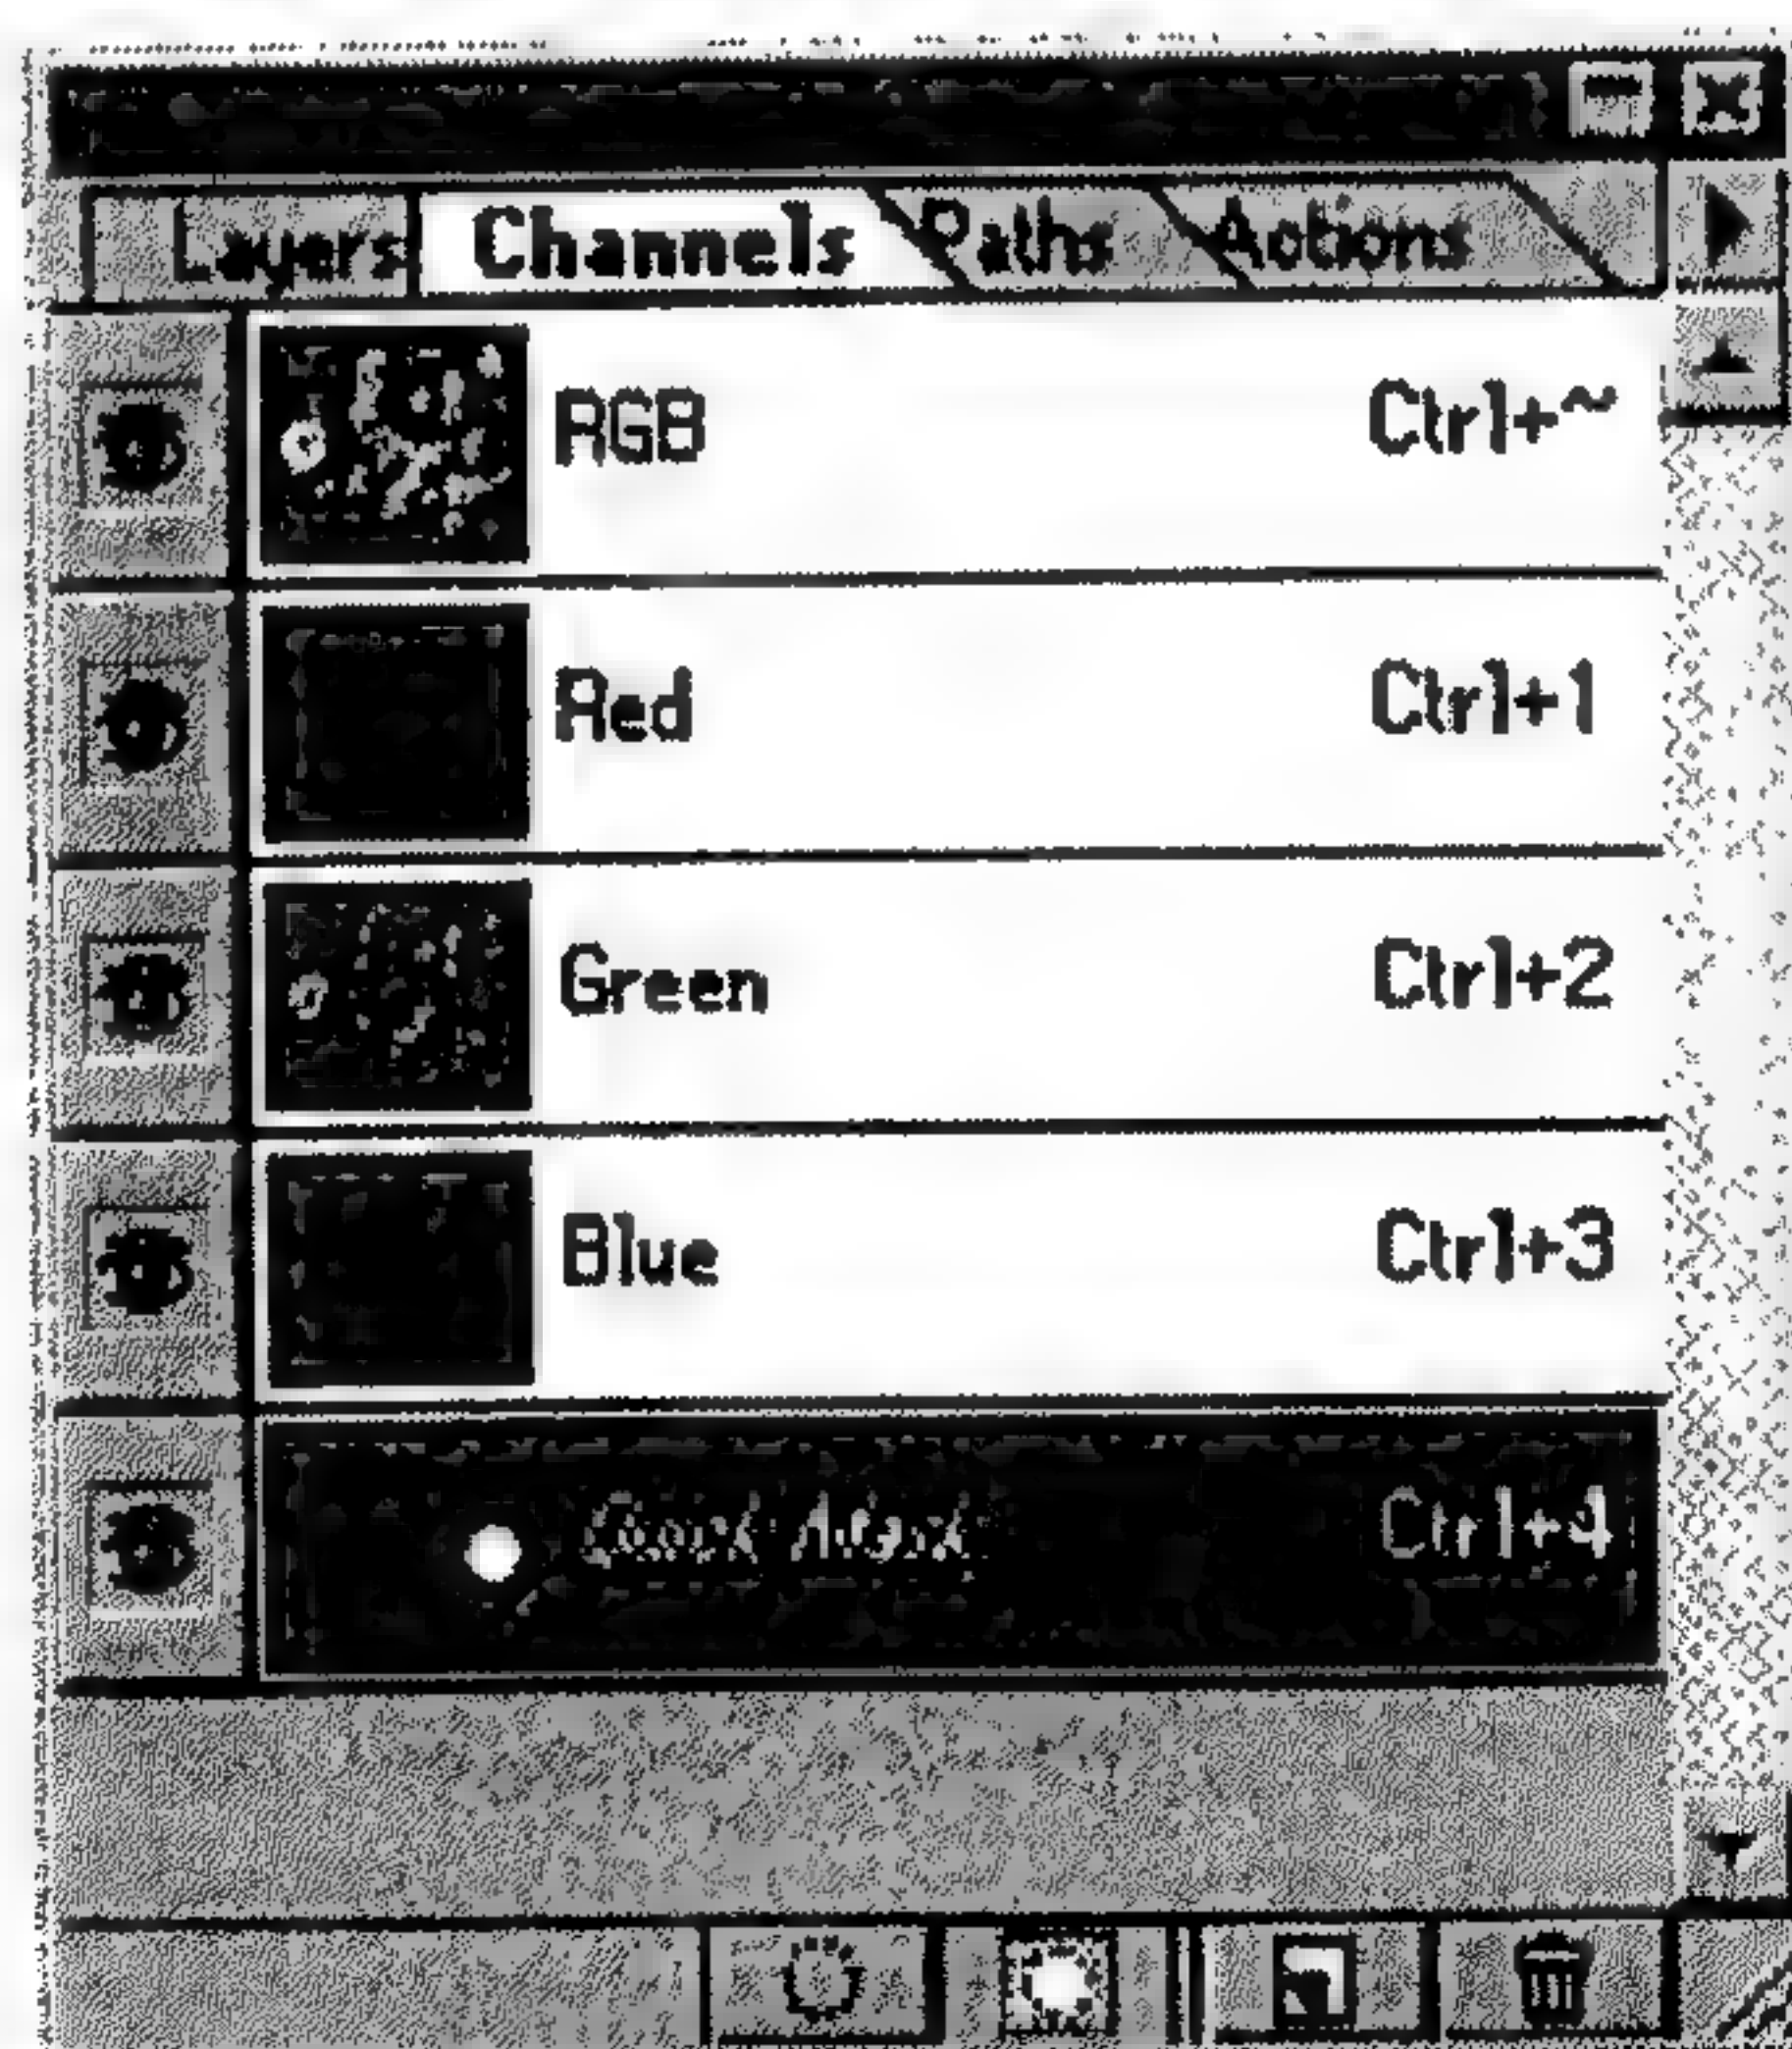 Layers Channels Paths Actions
RGB Ctrl+~
Red Ctrl+1
Green Ctrl+2
Blue Ctrl+3
Ctrl+4